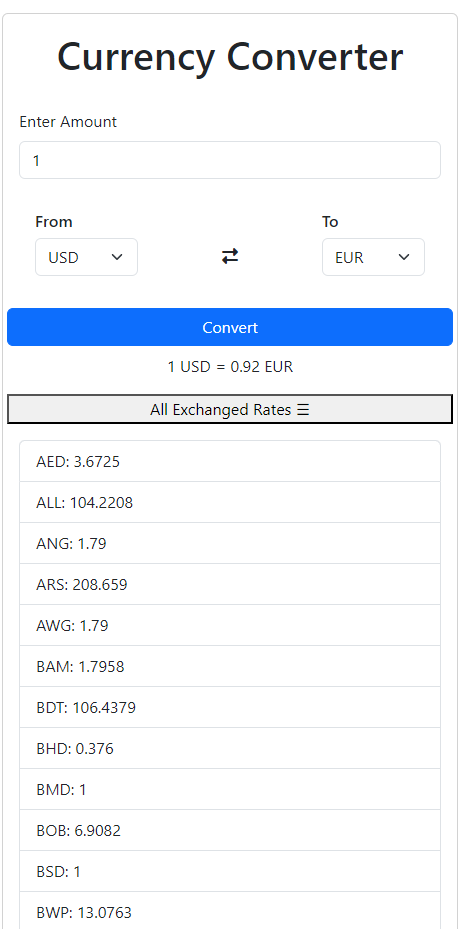 Currency Converter
Enter Amount
1
From To
USD EUR
Convert
1 USD = 0.92 EUR
All Exchanged Rates ☰
AED: 3.6725
ALL: 104.2208
ANG: 1.79
ARS: 208.659
AWG: 1.79
BAM: 1.7958
BDT: 106.4379
BHD: 0.376
BMD: 1
BOB: 6.9082
BSD: 1
BWP: 13.0763